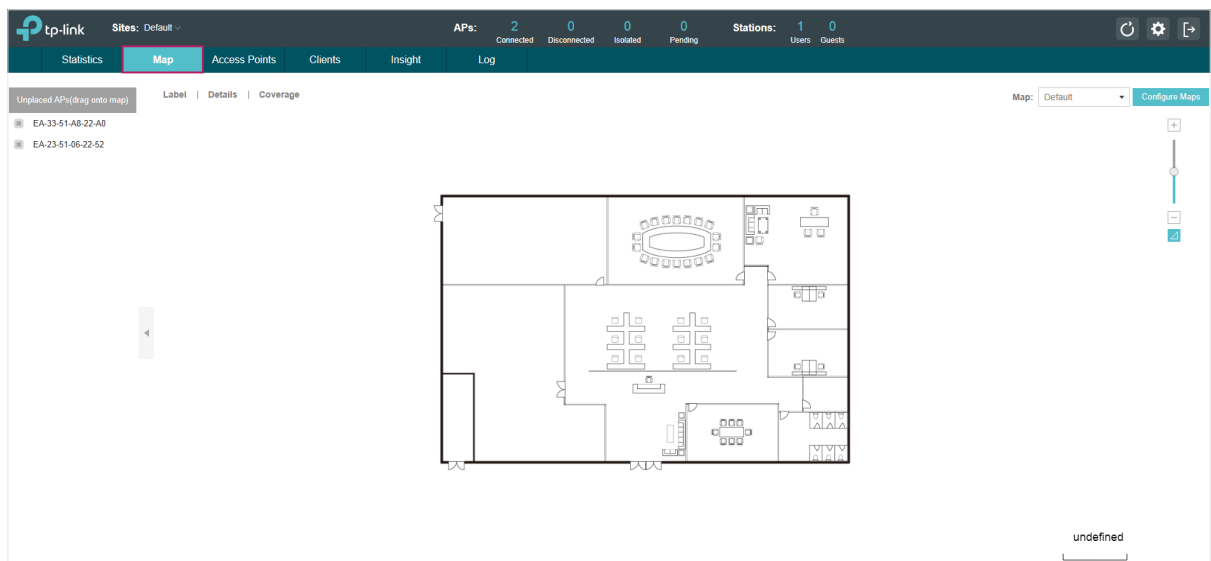 tp-link Sites: Default APs: 2 0 0 0 Stations: 1 0
Connected Disconnected Isolated Pending Users Guests
Statistics Map Access Points Clients Insight Log
Unplaced APs(drag onto map) Label | Details | Coverage Map: Default Configure Maps
EA-33-51-A8-22-A0
EA-23-51-06-22-52
undefined